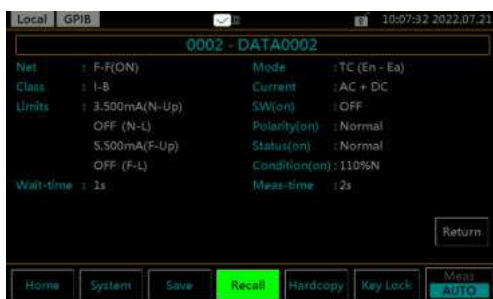 Local GPIB 10:07:32 2022.07.21
0002 - DATA0002
Net : F-F(ON) Mode : TC (En - Ea)
Class : I-B Current : AC + DC
Limits : 3.500mA(N-Up) SW(on) : OFF
OFF (N-L) Polarity(on) : Normal
5.500mA(F-Up) Status(on) : Normal
OFF (F-L) Condition(on) : 110%N
Wait-time : 1s Meas-time : 2s
Return
Home System Save Recall Hardcopy Key Lock Meas
AUTO